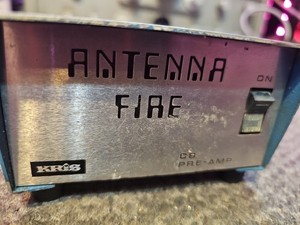 ANTENNA
ON
FIRE
CB
KRIS
PRE-AMP